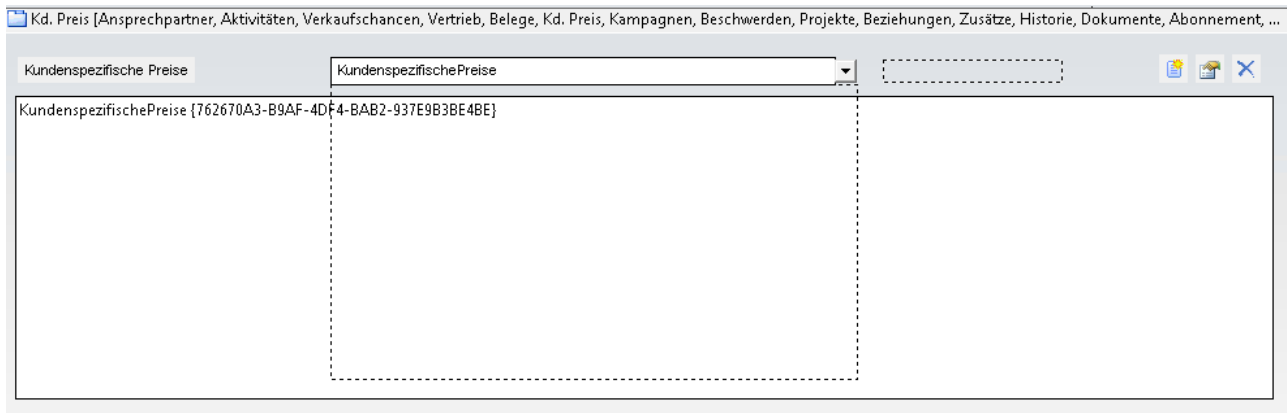 Kd. Preis [Ansprechpartner, Aktivitäten, Verkaufschancen, Vertrieb, Belege, Kd. Preis, Kampagnen, Beschwerden, Projekte, Beziehungen, Zusätze, Historie, Dokumente, Abonnement, ...
Kundenspezifische Preise KundenspezifischePreise
KundenspezifischePreise {762670A3-B9AF-4DF4-BAB2-937E9B3BE4BE}